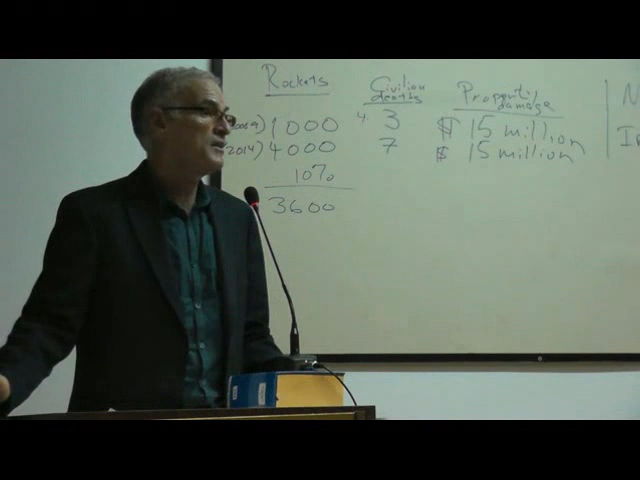 Rockets Civilian deaths Property damage
2009) 1000 4 3 $ 15 million
2014) 4000 7 $ 15 million
10%
3600